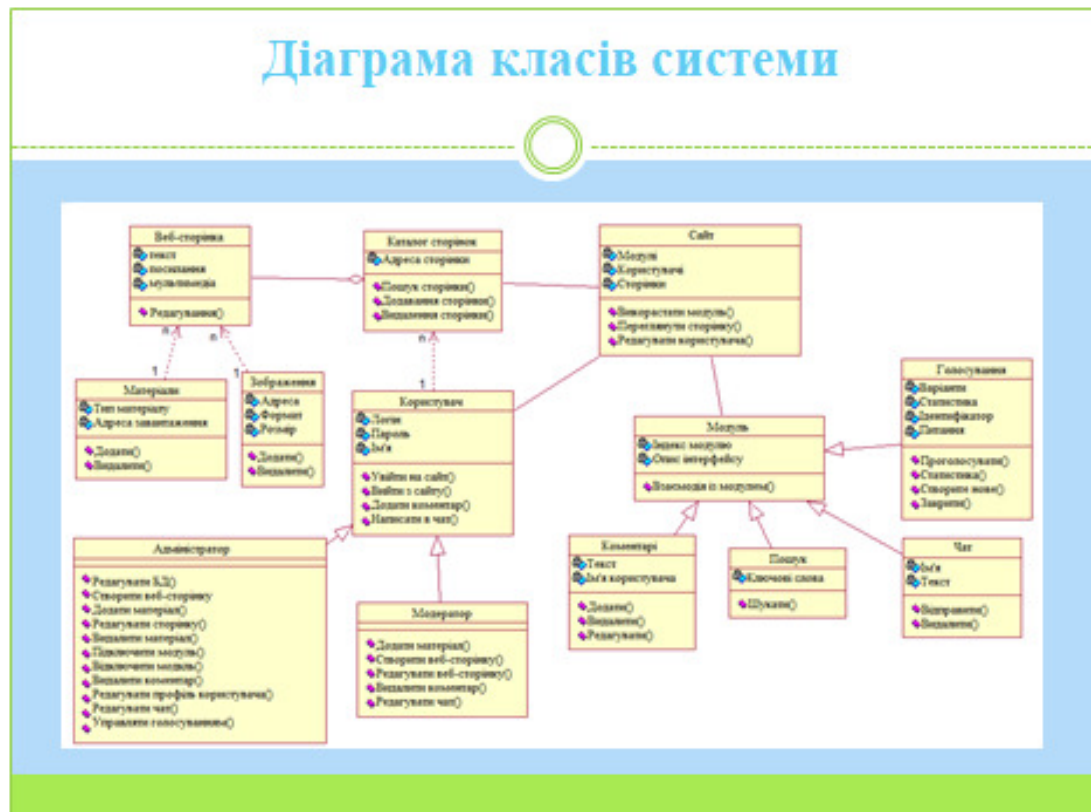 Діаграма класів системи
Веб-сторінка
текст
посилання
мультимедіа
Редагування()
Каталог сторінок
Адреса сторінки
Пошук сторінки()
Додавання сторінки()
Видалення сторінки()
Сайт
Модулі
Користувачі
Сторінки
Використати модуль()
Переглянути сторінку()
Редагувати користувача()
n
n
1
1
n
1
Матеріали
Тип матеріалу
Адреса завантаження
Додати()
Видалити()
Зображення
Адреса
Формат
Розмір
Додати()
Видалити()
Користувач
Логін
Пароль
Ім'я
Увійти на сайт()
Вийти з сайту()
Додати коментар()
Написати в чат()
Модуль
Індекс модулю
Опис інтерфейсу
Взаємодія із модулем()
Голосування
Варіанти
Статистика
Ідентифікатор
Питання
Проголосувати()
Статистика()
Створити нове()
Закрити()
Адміністратор
Редагувати БД()
Створити веб-сторінку
Додати матеріал()
Редагувати сторінку()
Видалити матеріал()
Підключити модуль()
Відключити модуль()
Видалити коментар()
Редагувати профіль користувача()
Редагувати чат()
Управляти голосуванням()
Модератор
Додати матеріал()
Створити веб-сторінку()
Редагувати веб-сторінку()
Видалити коментар()
Редагувати чат()
Коментарі
Текст
Ім'я користувача
Додати()
Видалити()
Редагувати()
Пошук
Ключові слова
Шукати()
Чат
Ім'я
Текст
Відправити()
Видалити()